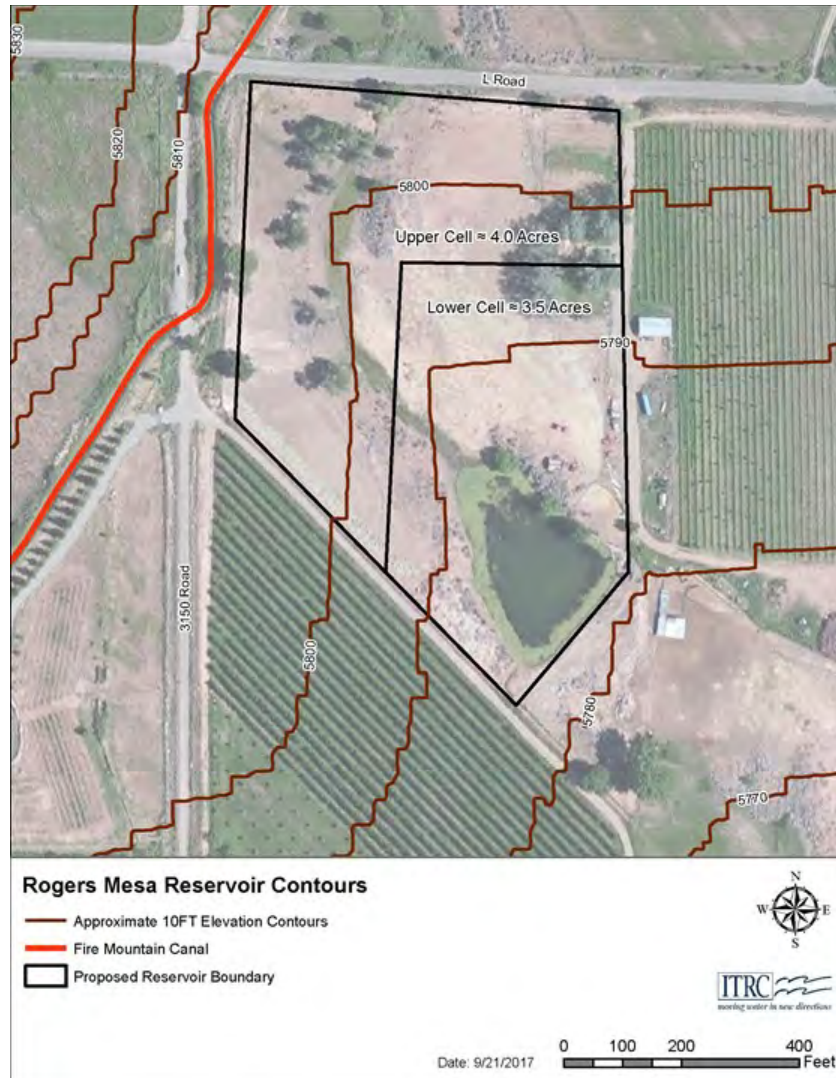 5830
L Road
5820
5810
5800
Upper Cell ≈ 4.0 Acres
Lower Cell ≈ 3.5 Acres
5790
3150 Road
5800
5780
5770
Rogers Mesa Reservoir Contours
Approximate 10FT Elevation Contours
Fire Mountain Canal
Proposed Reservoir Boundary
N
W E
S
ITRC
moving water in new directions
Date: 9/21/2017
0 100 200 400
Feet